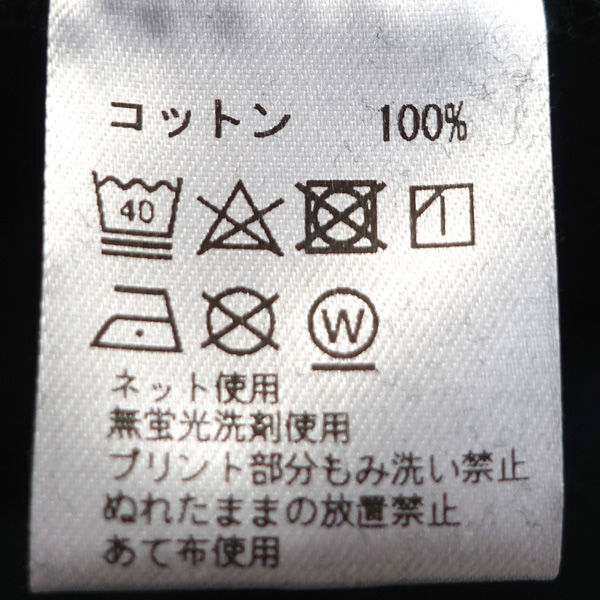 コットン 100%
40
W
ネット使用
無蛍光洗剤使用
プリント部分もみ洗い禁止
ぬれたままの放置禁止
あて布使用